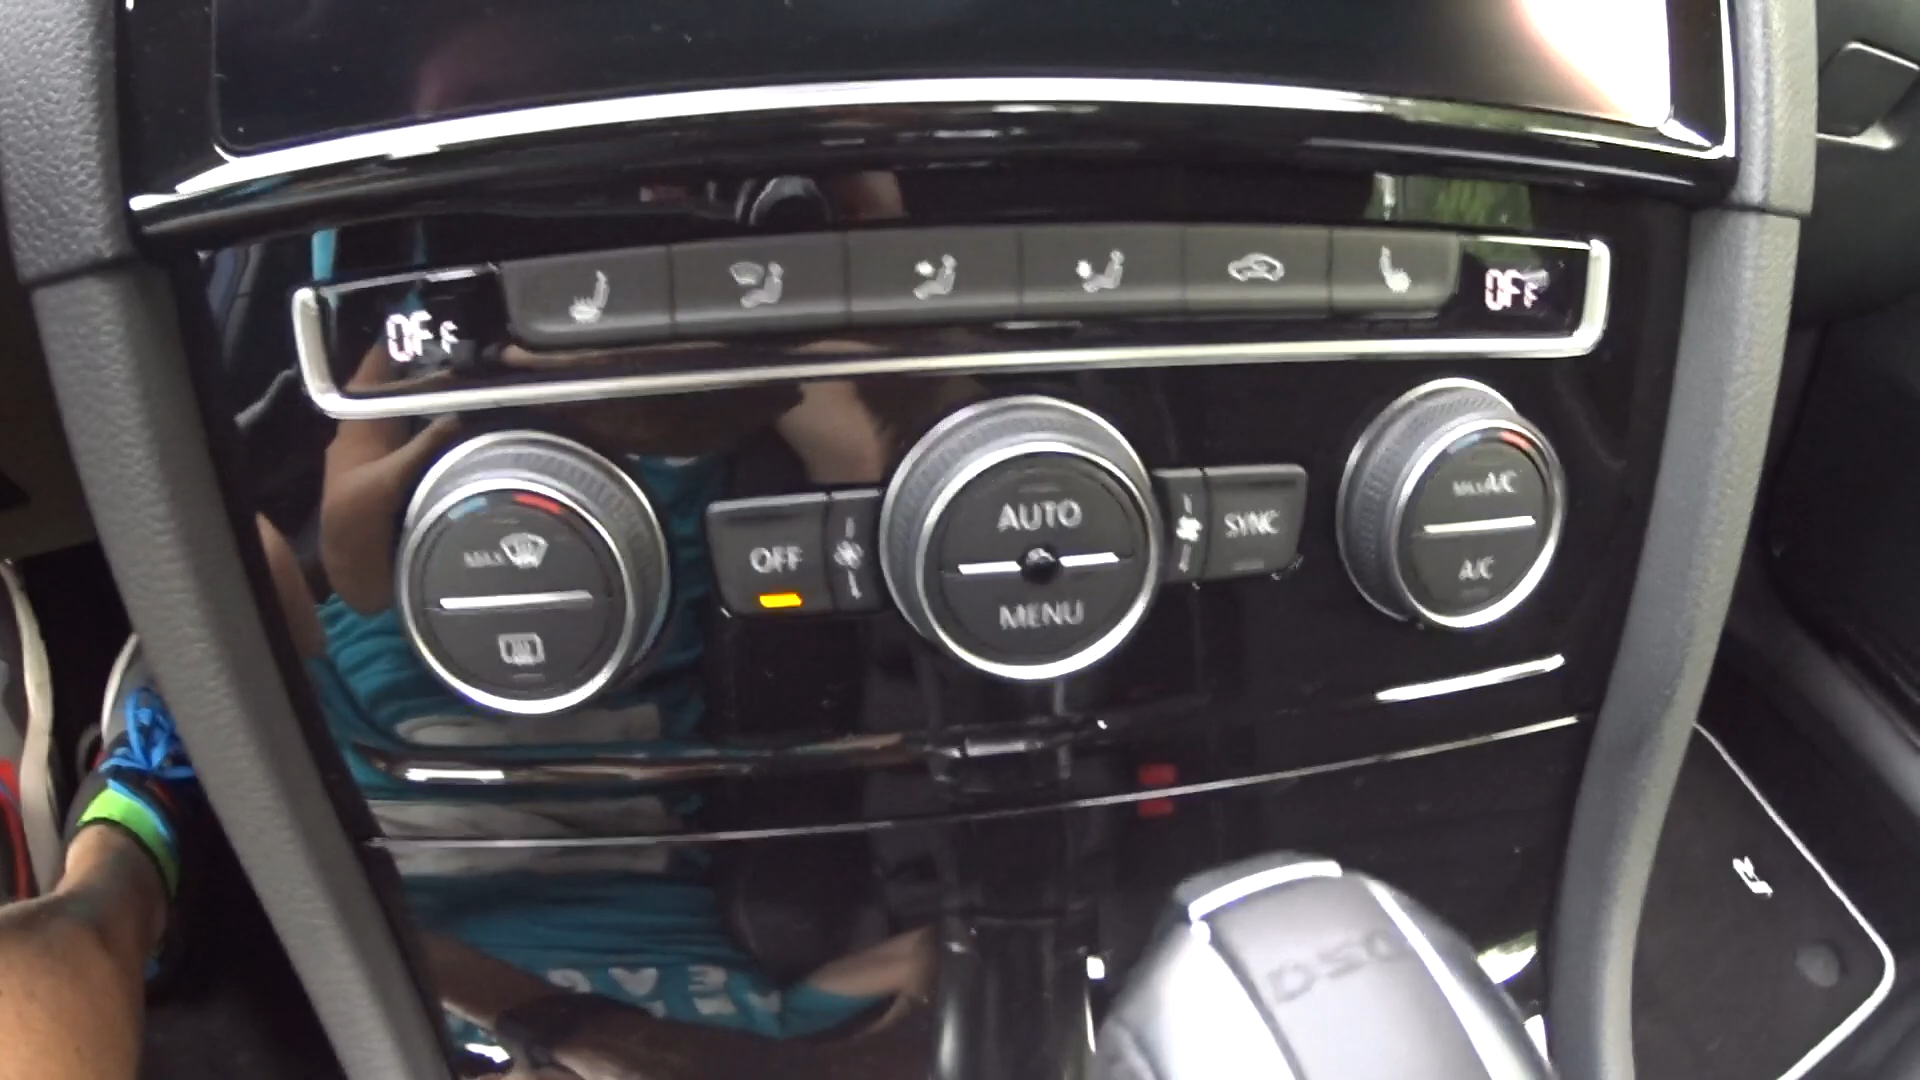 OFF
OFF
MAX
OFF
AUTO
MENU
SYNC
MAX A/C
A/C
R
DSG